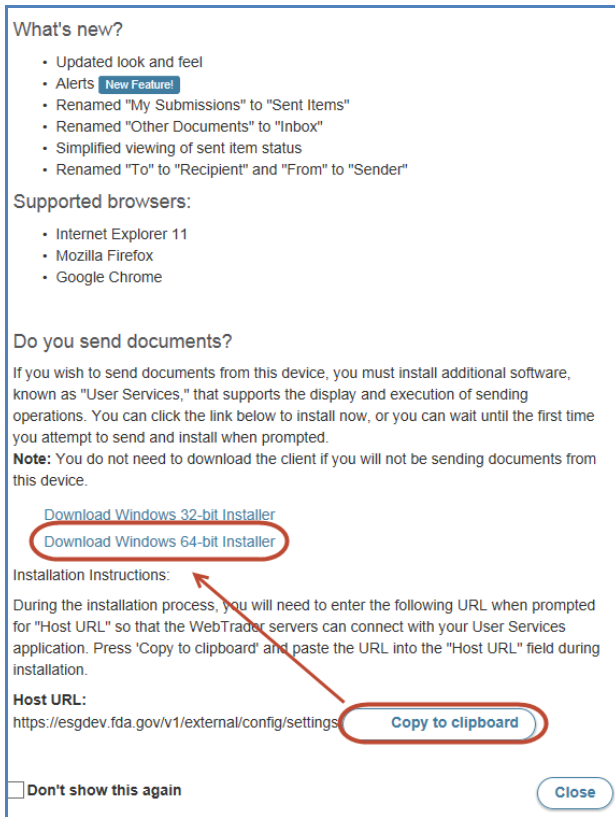 What's new?
• Updated look and feel
• Alerts New Feature!
• Renamed "My Submissions" to "Sent Items"
• Renamed "Other Documents" to "Inbox"
• Simplified viewing of sent item status
• Renamed "To" to "Recipient" and "From" to "Sender"
Supported browsers:
• Internet Explorer 11
• Mozilla Firefox
• Google Chrome
Do you send documents?
If you wish to send documents from this device, you must install additional software,
known as "User Services," that supports the display and execution of sending
operations. You can click the link below to install now, or you can wait until the first time
you attempt to send and install when prompted.
Note: You do not need to download the client if you will not be sending documents from
this device.
Download Windows 32-bit Installer
Download Windows 64-bit Installer
Installation Instructions:
During the installation process, you will need to enter the following URL when prompted
for "Host URL" so that the WebTrader servers can connect with your User Services
application. Press 'Copy to clipboard' and paste the URL into the "Host URL" field during
installation.
Host URL:
https://esgdev.fda.gov/v1/external/config/settings Copy to clipboard
Don't show this again
Close